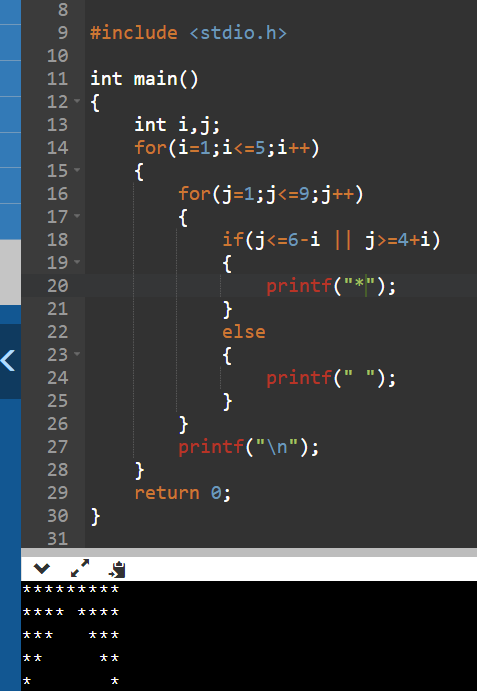 8
9 #include <stdio.h>
10
11 int main()
12 {
13     int i,j;
14     for(i=1;i<=5;i++)
15     {
16         for(j=1;j<=9;j++)
17         {
18             if(j<=6-i || j>=4+i)
19             {
20                 printf("*");
21             }
22             else
23             {
24                 printf(" ");
25             }
26         }
27         printf("\n");
28     }
29     return 0;
30 }
31
*********
**** ****
***   ***
**     **
*       *